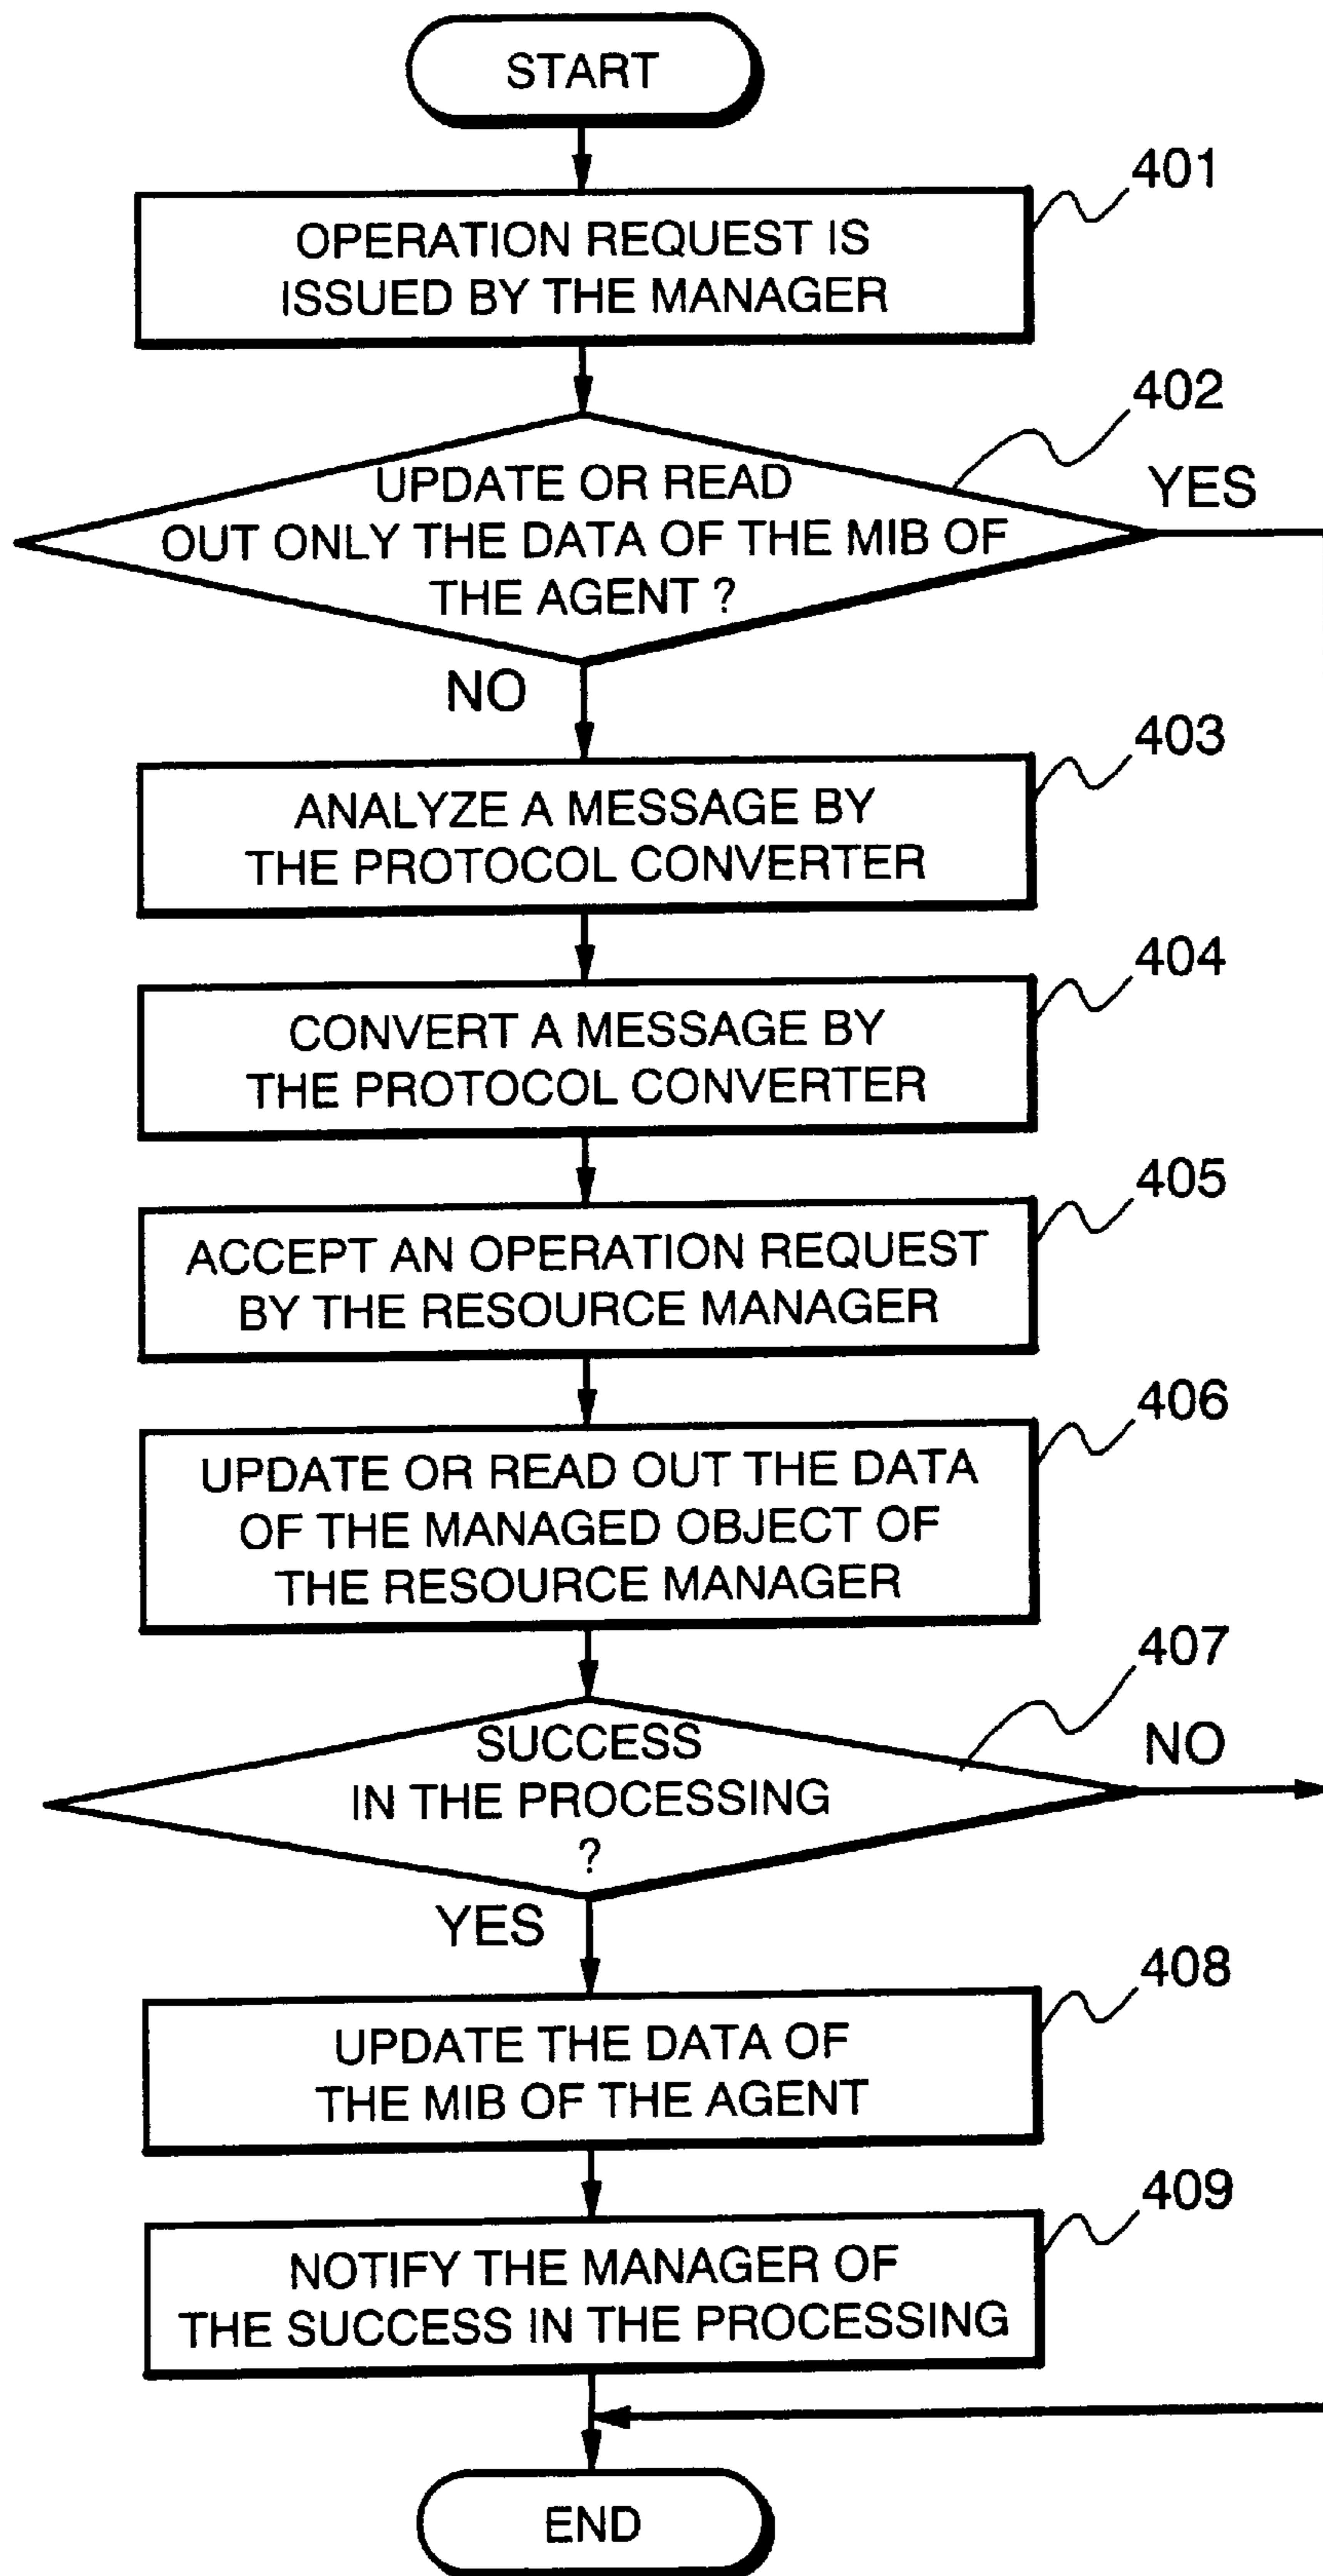 START
401
OPERATION REQUEST IS
ISSUED BY THE MANAGER
402
UPDATE OR READ
OUT ONLY THE DATA OF THE MIB OF
THE AGENT ?
YES
NO
403
ANALYZE A MESSAGE BY
THE PROTOCOL CONVERTER
404
CONVERT A MESSAGE BY
THE PROTOCOL CONVERTER
405
ACCEPT AN OPERATION REQUEST
BY THE RESOURCE MANAGER
406
UPDATE OR READ OUT THE DATA
OF THE MANAGED OBJECT OF
THE RESOURCE MANAGER
407
SUCCESS
IN THE PROCESSING
?
NO
YES
408
UPDATE THE DATA OF
THE MIB OF THE AGENT
409
NOTIFY THE MANAGER OF
THE SUCCESS IN THE PROCESSING
END